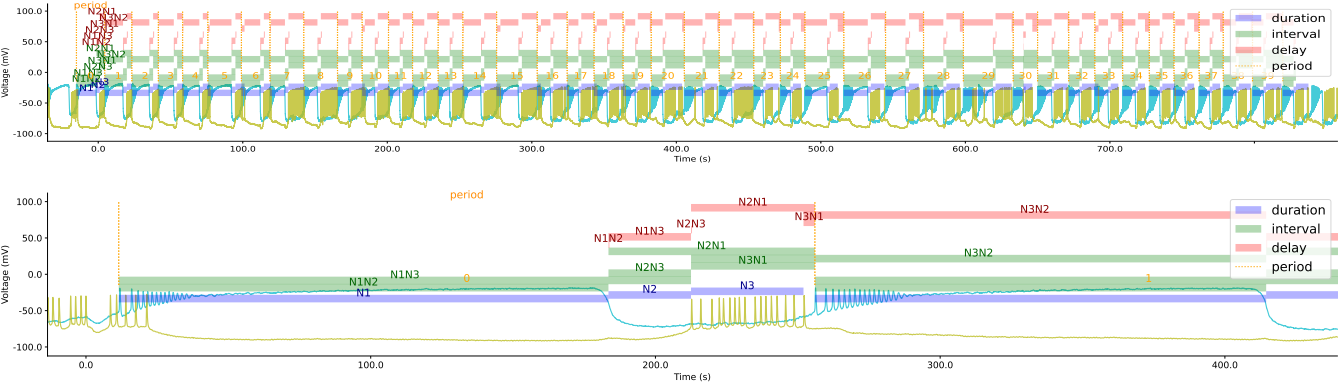 period
100.0
N2N1
N3N2
N3N1
N2N3
N1N3
50.0
N1N2
N2N1
N3N2
N3N1
N2N3
0.0
N1N3
1 2 3 4 5 6 7 8 9 10 11 12 13 14 15 16 17 18 19 20 21 22 23 24 25 26 27 28 29 30 31 32 33 34 35 36 37
N3
N1
-50.0
-100.0
Voltage (mV)
0.0 100.0 200.0 300.0 400.0 500.0 600.0 700.0
Time (s)
duration
interval
delay
period
period
100.0
N2N1
N3N2
N3N1
N2N3
N1N3
N1N2
50.0
N2N1
N3N2
N3N1
N2N3
N1N3
N1N2
0.0
0
1
N1
N2
N3
-50.0
-100.0
Voltage (mV)
0.0 100.0 200.0 300.0 400.0
Time (s)
duration
interval
delay
period